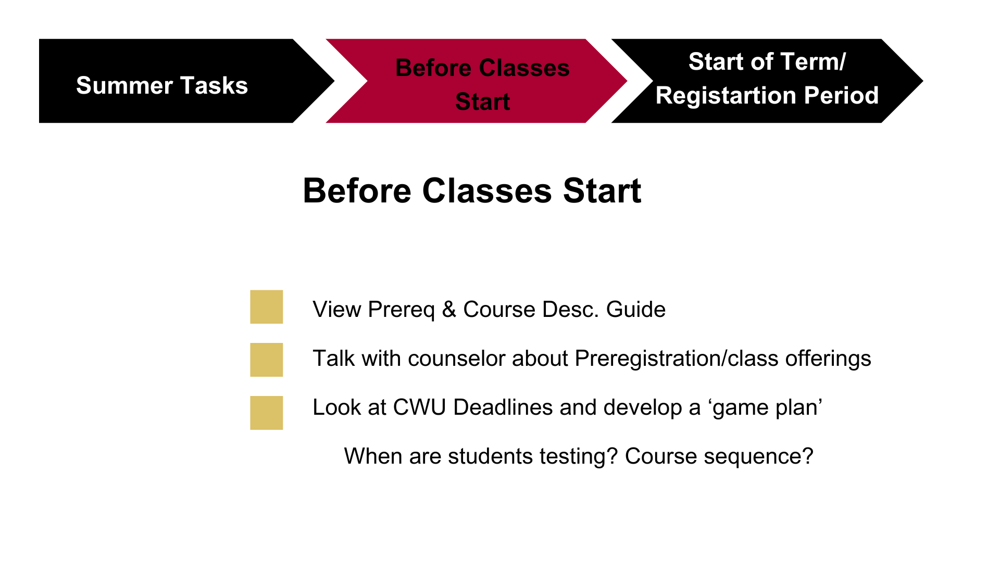 Summer Tasks
Before Classes
Start
Start of Term/
Registartion Period
Before Classes Start
View Prereq & Course Desc. Guide
Talk with counselor about Preregistration/class offerings
Look at CWU Deadlines and develop a ‘game plan’
When are students testing? Course sequence?